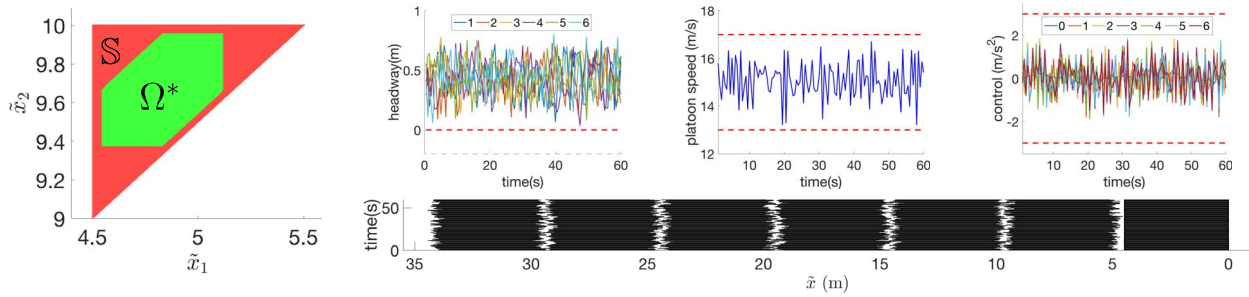 10
9.8
9.6
9.4
9.2
9
x̃₂
𝕊
Ω*
4.5 5 5.5
x̃₁
1 2 3 4 5 6
1
0.5
0
headway(m)
0 20 40 60
time(s)
18
16
14
12
platoon speed (m/s)
10 20 30 40 50 60
time(s)
0 1 2 3 4 5 6
2
0
-2
control (m/s²)
10 20 30 40 50 60
time(s)
50
0
time(s)
35 30 25 20 15 10 5 0
x̃ (m)